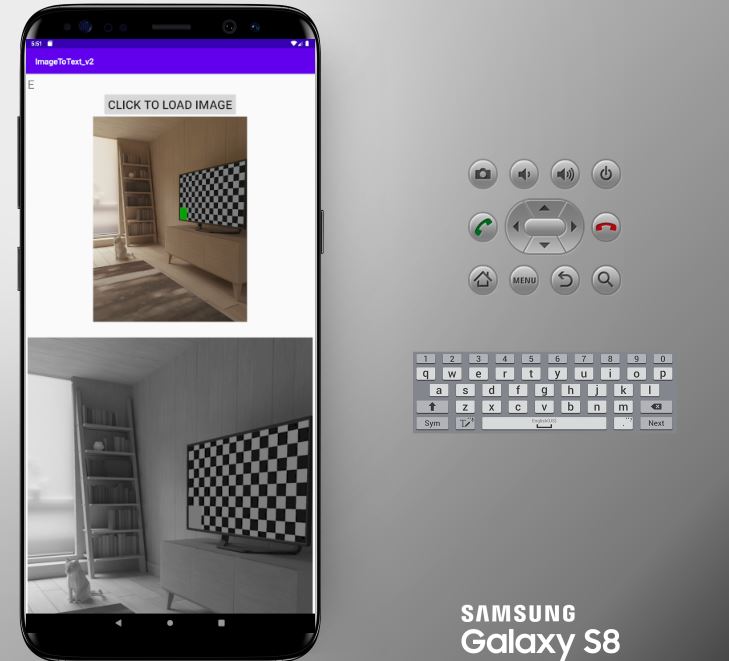 5:51
ImageToText_v2
E
CLICK TO LOAD IMAGE
MENU
1 2 3 4 5 6 7 8 9 0
q w e r t y u i o p
a s d f g h j k l
z x c v b n m
Sym English(US) . Next
SAMSUNG
Galaxy S8